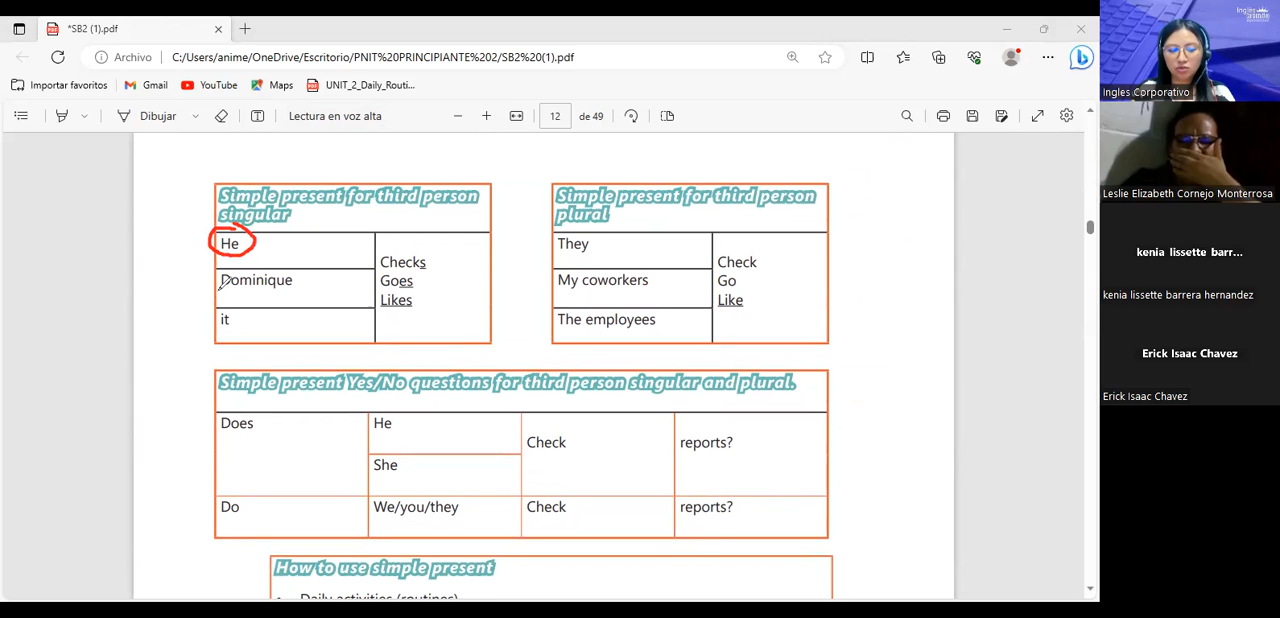 *SB2 (1).pdf
Archivo
C:/Users/anime/OneDrive/Escritorio/PNIT%20PRINCIPIANTE%202/SB2%20(1).pdf
Importar favoritos
Gmail
YouTube
Maps
UNIT_2_Daily_Routi...
Dibujar
Lectura en voz alta
12
de 49
Simple present for third person
singular
He
Dominique
it
Checks
Goes
Likes
Simple present for third person
plural
They
My coworkers
The employees
Check
Go
Like
Simple present Yes/No questions for third person singular and plural.
Does
He
She
Check
reports?
Do
We/you/they
Check
reports?
How to use simple present
Daily activities (routines)
Ingles Corporativo
Leslie Elizabeth Cornejo Monterrosa
kenia lissette barr...
kenia lissette barrera hernandez
Erick Isaac Chavez
Erick Isaac Chavez